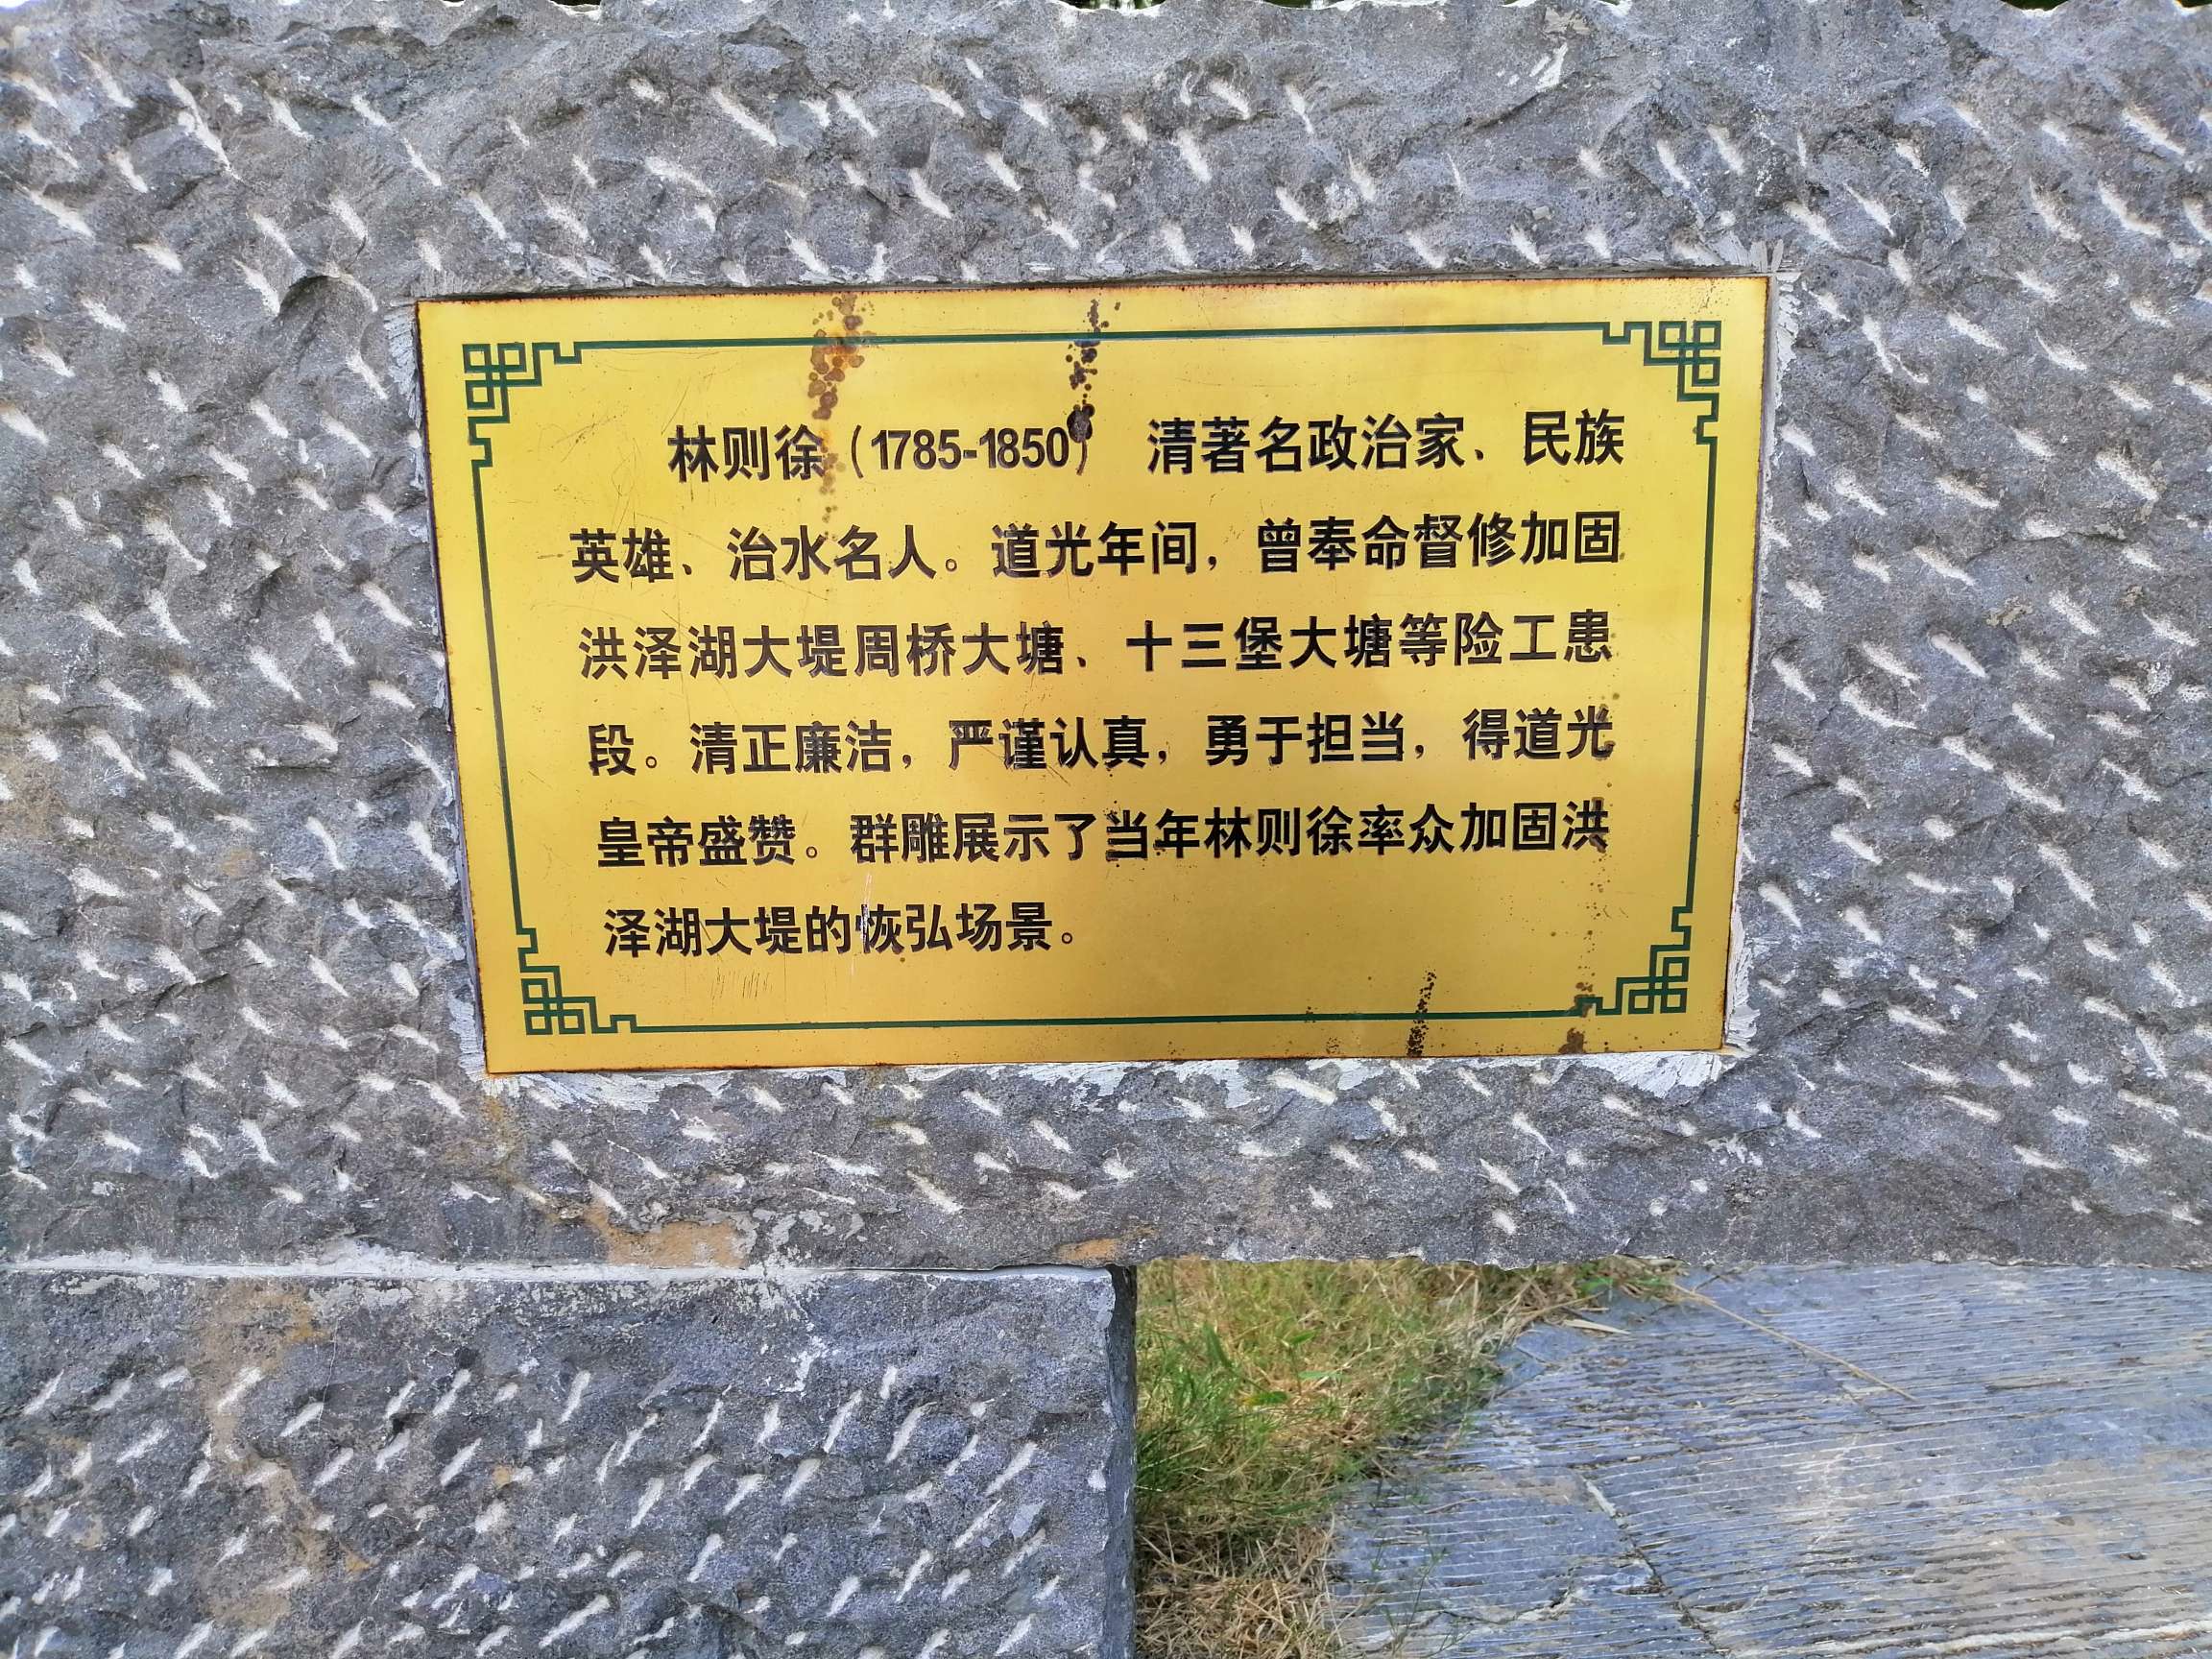 林则徐（1785-1850） 清著名政治家、民族
英雄、治水名人。道光年间，曾奉命督修加固
洪泽湖大堤周桥大塘、十三堡大塘等险工患
段。清正廉洁，严谨认真，勇于担当，得道光
皇帝盛赞。群雕展示了当年林则徐率众加固洪
泽湖大堤的恢弘场景。